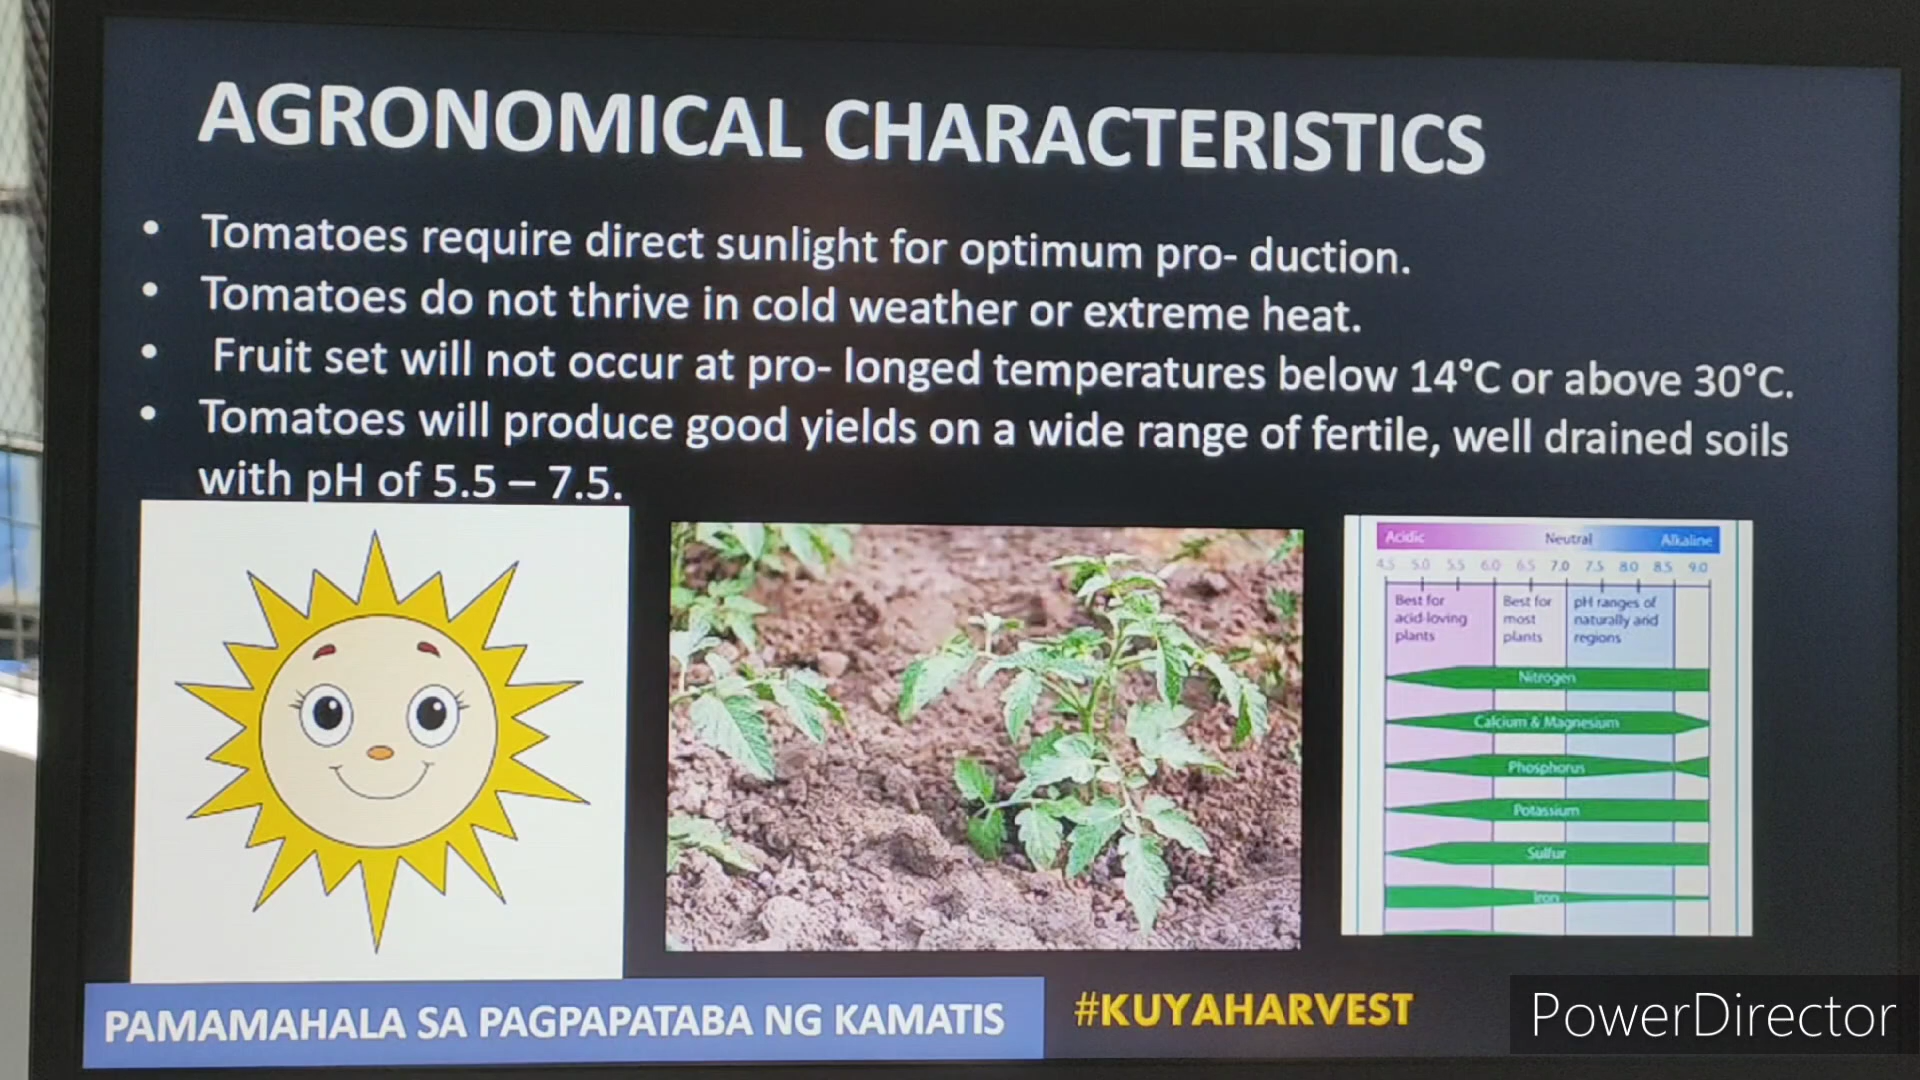 AGRONOMICAL CHARACTERISTICS
• Tomatoes require direct sunlight for optimum pro- duction.
• Tomatoes do not thrive in cold weather or extreme heat.
• Fruit set will not occur at pro- longed temperatures below 14°C or above 30°C.
• Tomatoes will produce good yields on a wide range of fertile, well drained soils
with pH of 5.5 – 7.5.
Acidic Neutral Alkaline
4.5 5.0 5.5 6.0 6.5 7.0 7.5 8.0 8.5 9.0
Best for
acid-loving
plants
Best for
most
plants
pH ranges of
naturally arid
regions
Nitrogen
Calcium & Magnesium
Phosphorus
Potassium
Sulfur
Iron
PAMAMAHALA SA PAGPAPATABA NG KAMATIS
#KUYAHARVEST
PowerDirector